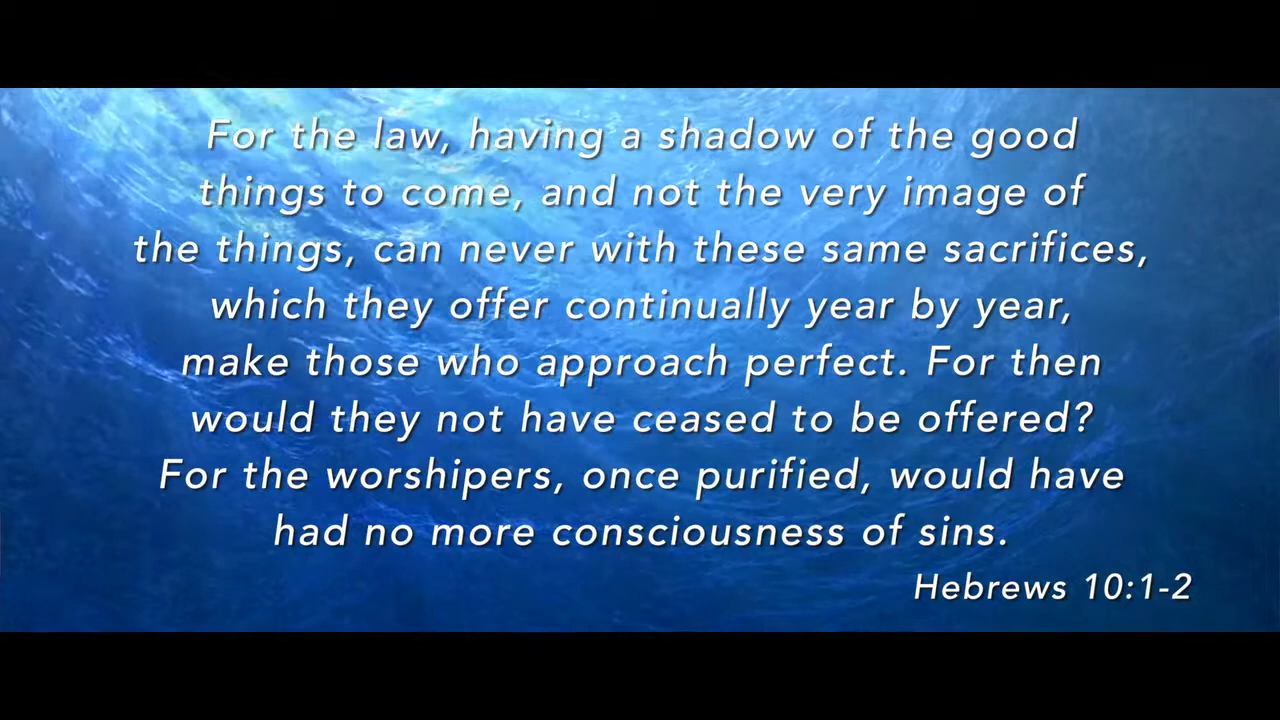 For the law, having a shadow of the good
things to come, and not the very image of
the things, can never with these same sacrifices,
which they offer continually year by year,
make those who approach perfect. For then
would they not have ceased to be offered?
For the worshipers, once purified, would have
had no more consciousness of sins.
Hebrews 10:1-2